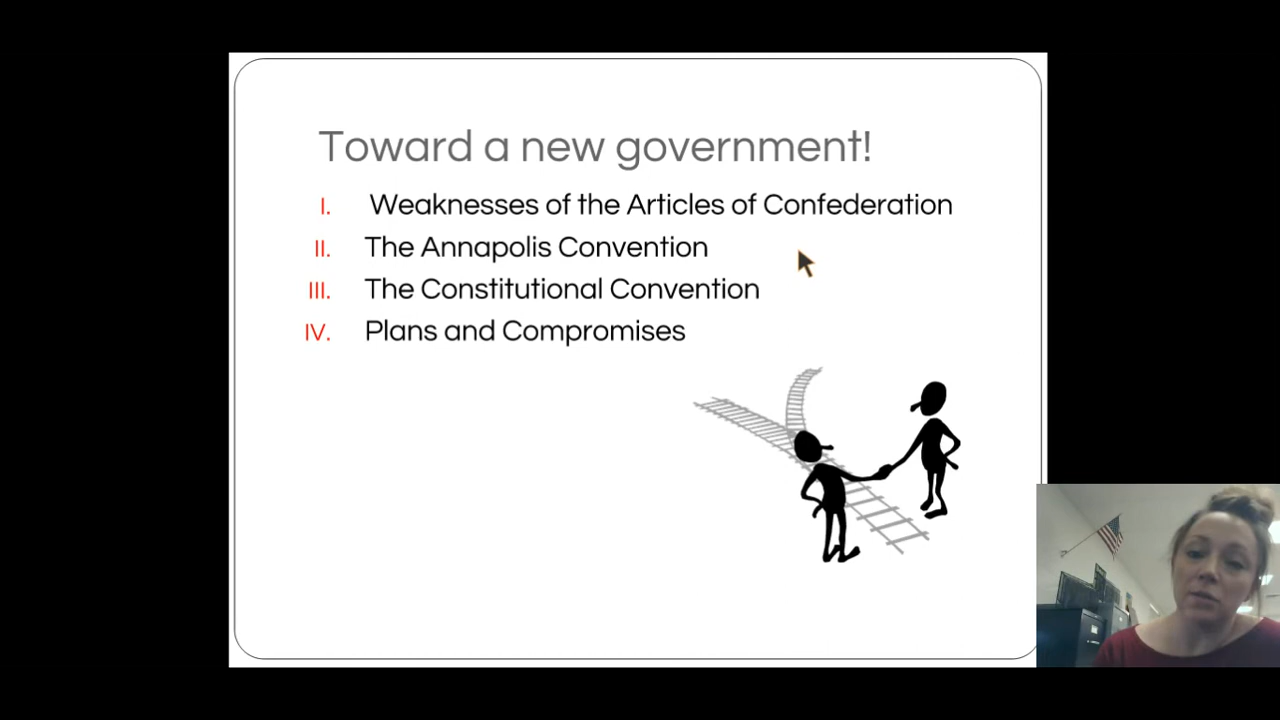 Toward a new government!
I. Weaknesses of the Articles of Confederation
II. The Annapolis Convention
III. The Constitutional Convention
IV. Plans and Compromises